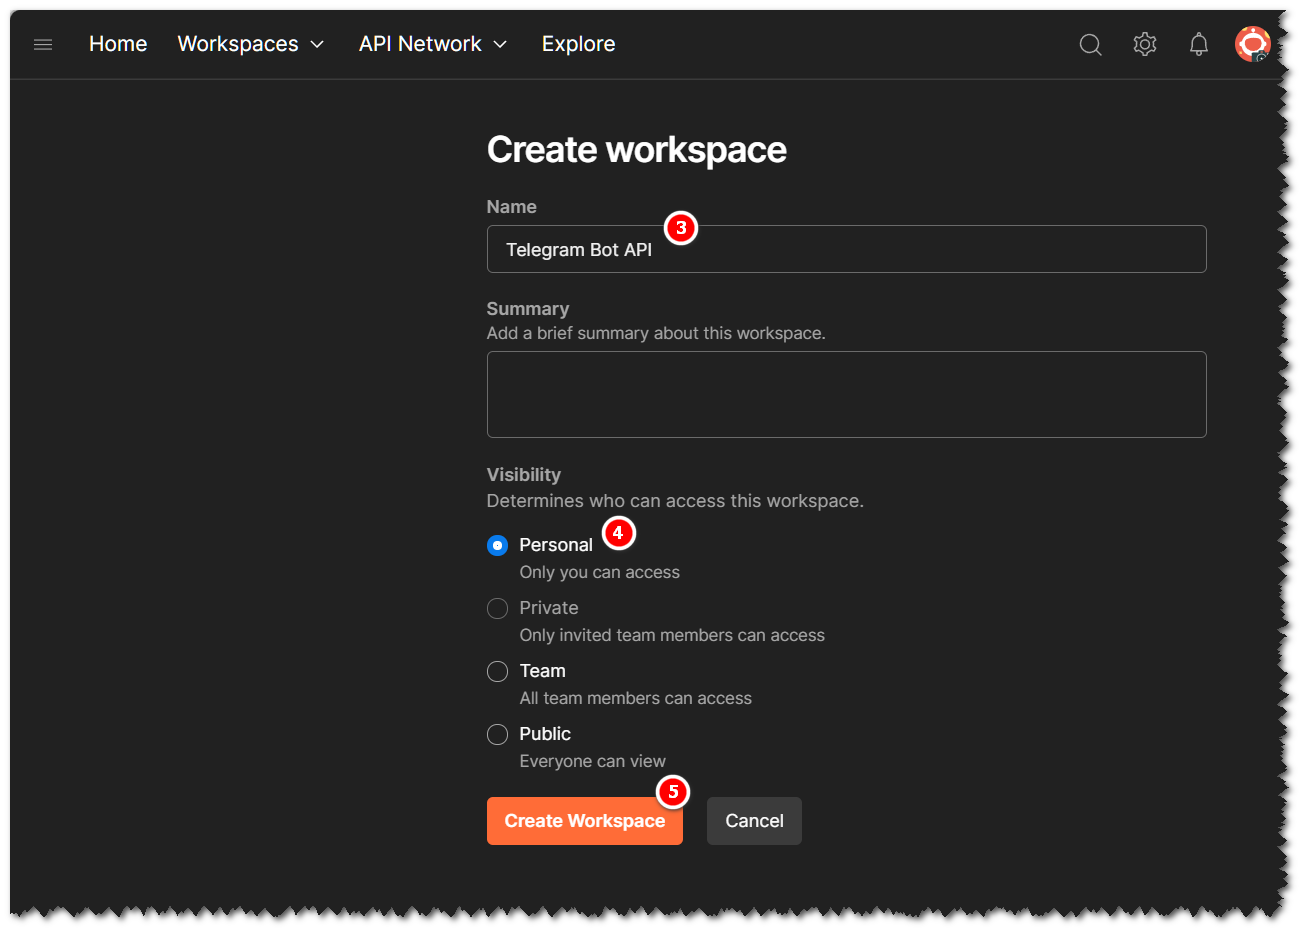 Home Workspaces API Network Explore
Create workspace
Name
3
Telegram Bot API
Summary
Add a brief summary about this workspace.
Visibility
Determines who can access this workspace.
4
Personal
Only you can access
Private
Only invited team members can access
Team
All team members can access
Public
Everyone can view
5
Create Workspace Cancel